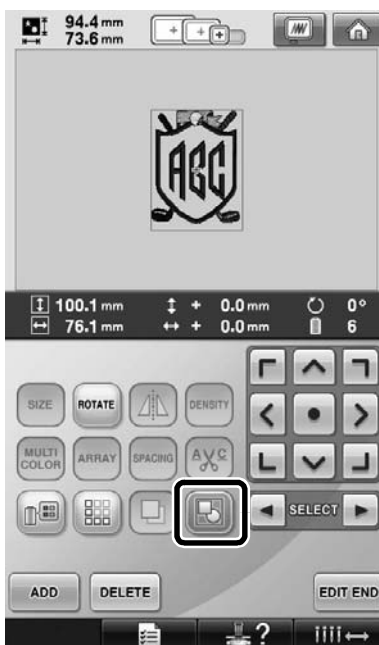 94.4 mm
73.6 mm
AGC
100.1 mm + 0.0 mm 0°
76.1 mm + 0.0 mm 6
SIZE ROTATE DENSITY
MULTI COLOR ARRAY SPACING A C
SELECT
ADD DELETE EDIT END
?